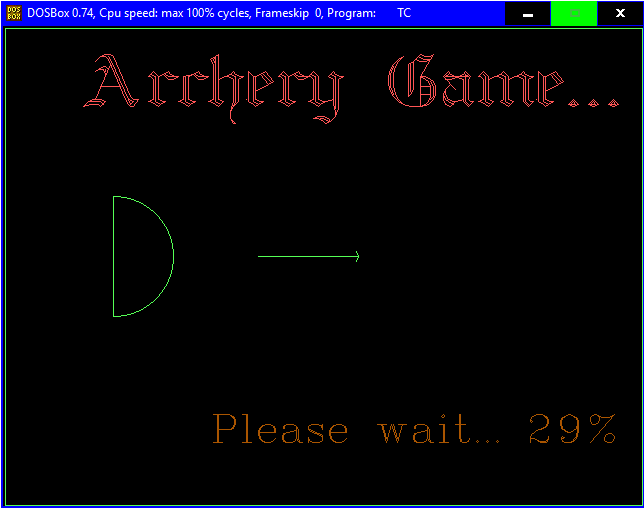 DOSBox 0.74, Cpu speed: max 100% cycles, Frameskip 0, Program: TC
Archery Game...
Please wait... 29%